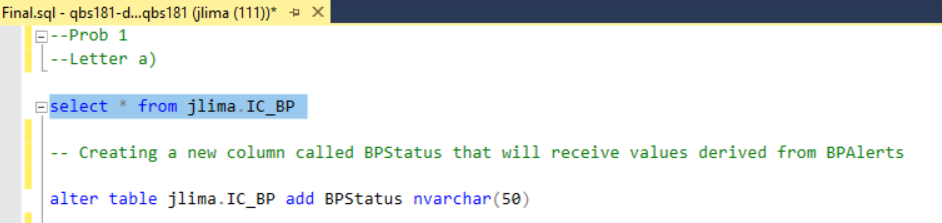 Final.sql - qbs181-d...qbs181 (jlima (111))*
--Prob 1
--Letter a)
select * from jlima.IC_BP
-- Creating a new column called BPStatus that will receive values derived from BPAlerts
alter table jlima.IC_BP add BPStatus nvarchar(50)